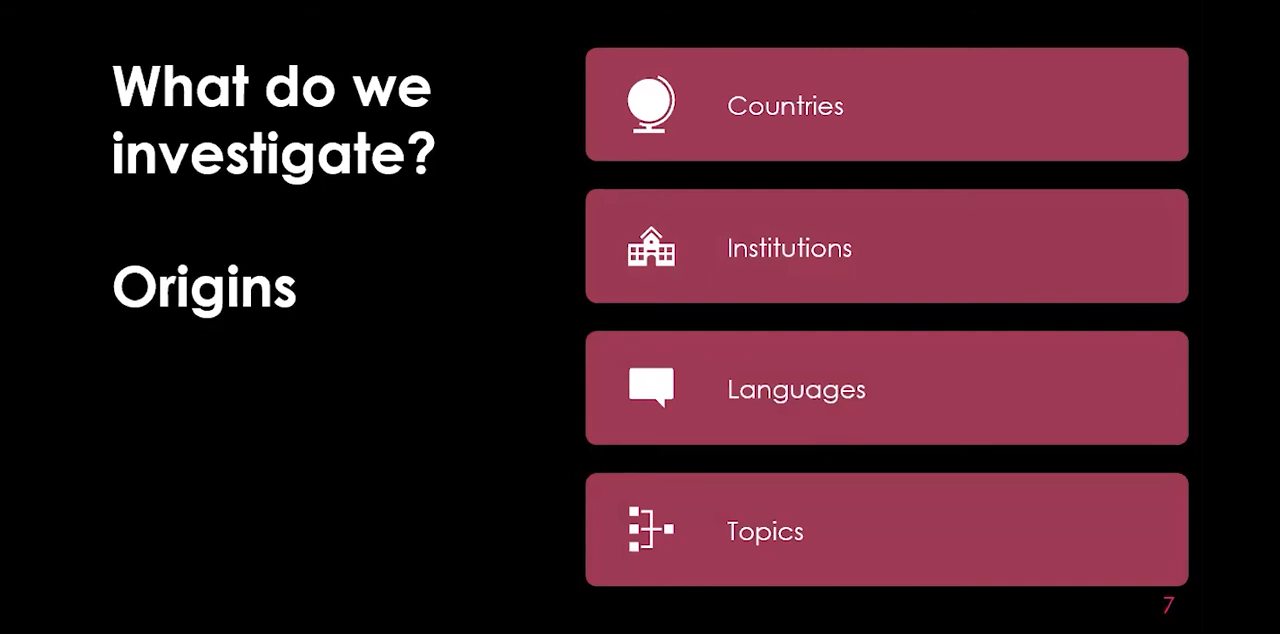 What do we
investigate?
Origins
Countries
Institutions
Languages
Topics
7